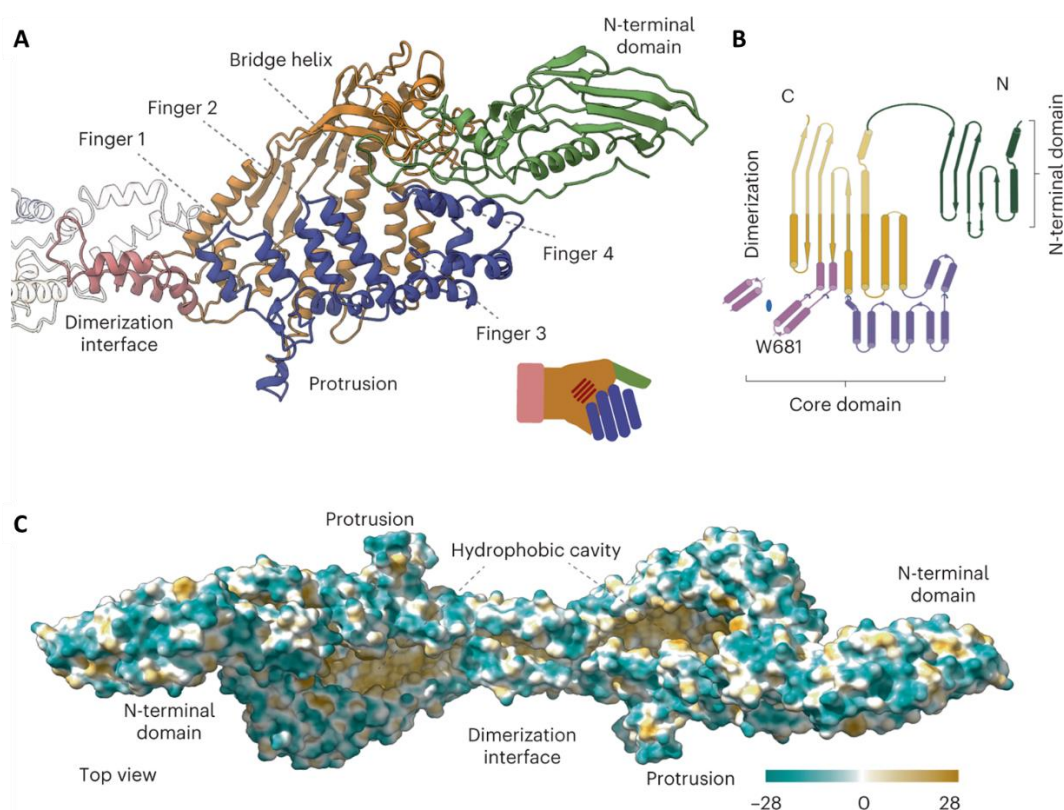 A
N-terminal
domain
Bridge helix
Finger 2
Finger 1
Finger 4
Finger 3
Dimerization
interface
Protrusion
B
C
N
N-terminal domain
Dimerization
W681
Core domain
C
Protrusion
Hydrophobic cavity
N-terminal
domain
N-terminal
domain
Dimerization
interface
Top view
Protrusion
–28
0
28